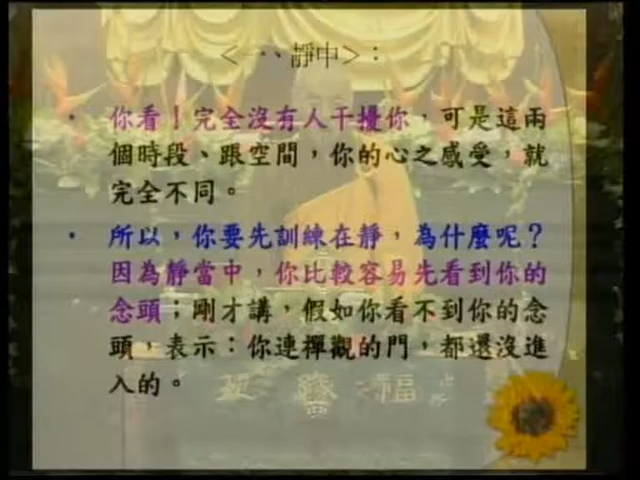 ＜一、靜中＞：
• 你看！完全沒有人干擾你，可是這兩
個時段、跟空間，你的心之感受，就
完全不同。
• 所以，你要先訓練在靜，為什麼呢？
因為靜當中，你比較容易先看到你的
念頭；剛才講，假如你看不到你的念
頭，表示：你連禪觀的門，都還沒進
入的。
福